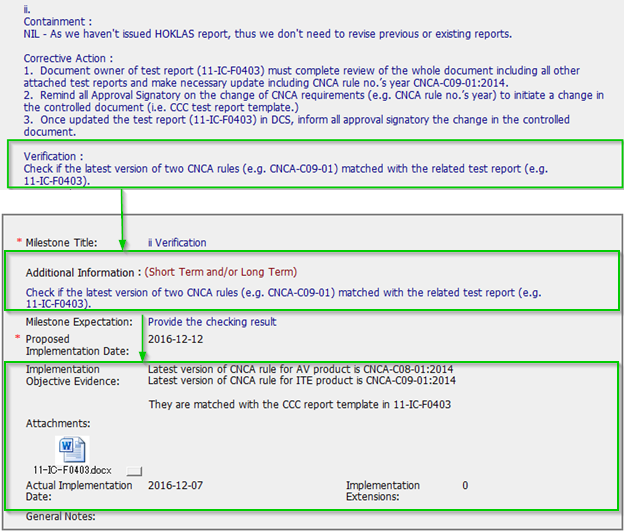 ii.
Containment :
NIL - As we haven't issued HOKLAS report, thus we don't need to revise previous or existing reports.
Corrective Action :
1. Document owner of test report (11-IC-F0403) must complete review of the whole document including all other
attached test reports and make necessary update including CNCA rule no.'s year CNCA-C09-01:2014.
2. Remind all Approval Signatory on the change of CNCA requirements (e.g. CNCA rule no.'s year) to initiate a change in
the controlled document (i.e. CCC test report template.)
3. Once updated the test report (11-IC-F0403) in DCS, inform all approval signatory the change in the controlled
document.
Verification :
Check if the latest version of two CNCA rules (e.g. CNCA-C09-01) matched with the related test report (e.g.
11-IC-F0403).
* Milestone Title: ii Verification
Additional Information : (Short Term and/or Long Term)
Check if the latest version of two CNCA rules (e.g. CNCA-C09-01) matched with the related test report (e.g.
11-IC-F0403).
Milestone Expectation: Provide the checking result
* Proposed 2016-12-12
Implementation Date:
Implementation Latest version of CNCA rule for AV product is CNCA-C08-01:2014
Objective Evidence: Latest version of CNCA rule for ITE product is CNCA-C09-01:2014
They are matched with the CCC report template in 11-IC-F0403
Attachments:
W
11-IC-F0403.docx
Actual Implementation 2016-12-07 Implementation 0
Date: Extensions:
General Notes: